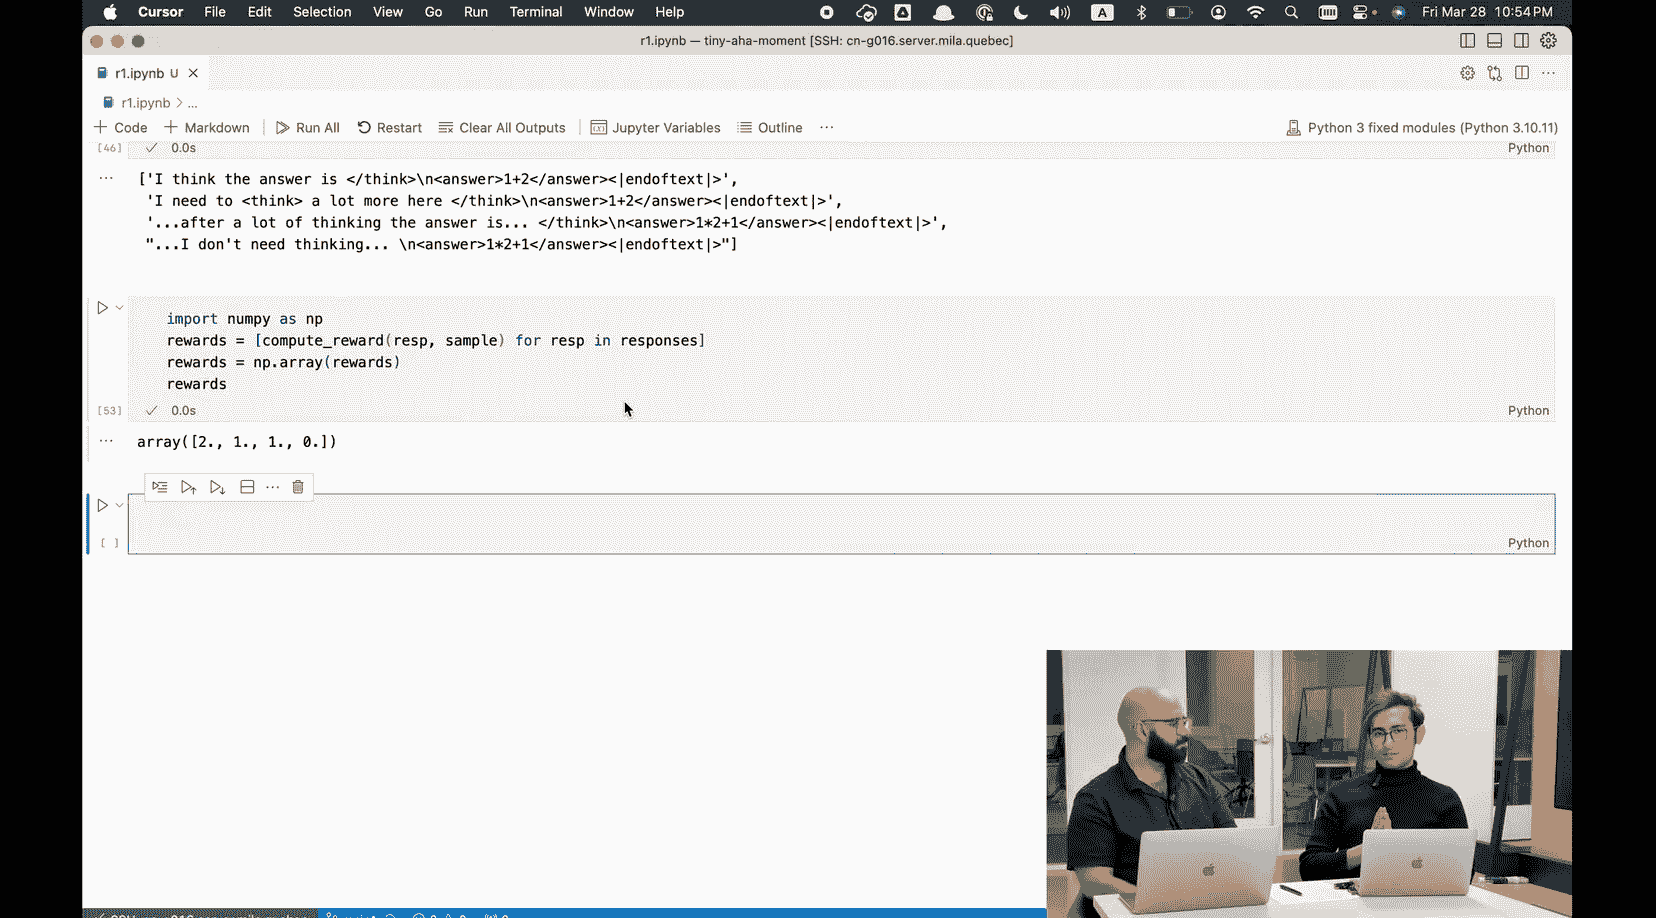 Cursor File Edit Selection View Go Run Terminal Window Help A Fri Mar 28 10:54 PM
r1.ipynb — tiny-aha-moment [SSH: cn-g016.server.mila.quebec]
r1.ipynb U
r1.ipynb > ...
+ Code + Markdown Run All Restart Clear All Outputs Jupyter Variables Outline ... Python 3 fixed modules (Python 3.10.11)
[46] ✓ 0.0s Python
... ['I think the answer is </think>\n<answer>1+2</answer><|endoftext|>',
'I need to <think> a lot more here </think>\n<answer>1+2</answer><|endoftext|>',
'...after a lot of thinking the answer is... </think>\n<answer>1*2+1</answer><|endoftext|>',
"...I don't need thinking... \n<answer>1*2+1</answer><|endoftext|>"]
import numpy as np
rewards = [compute_reward(resp, sample) for resp in responses]
rewards = np.array(rewards)
rewards
[53] ✓ 0.0s Python
... array([2., 1., 1., 0.])
[ ] Python